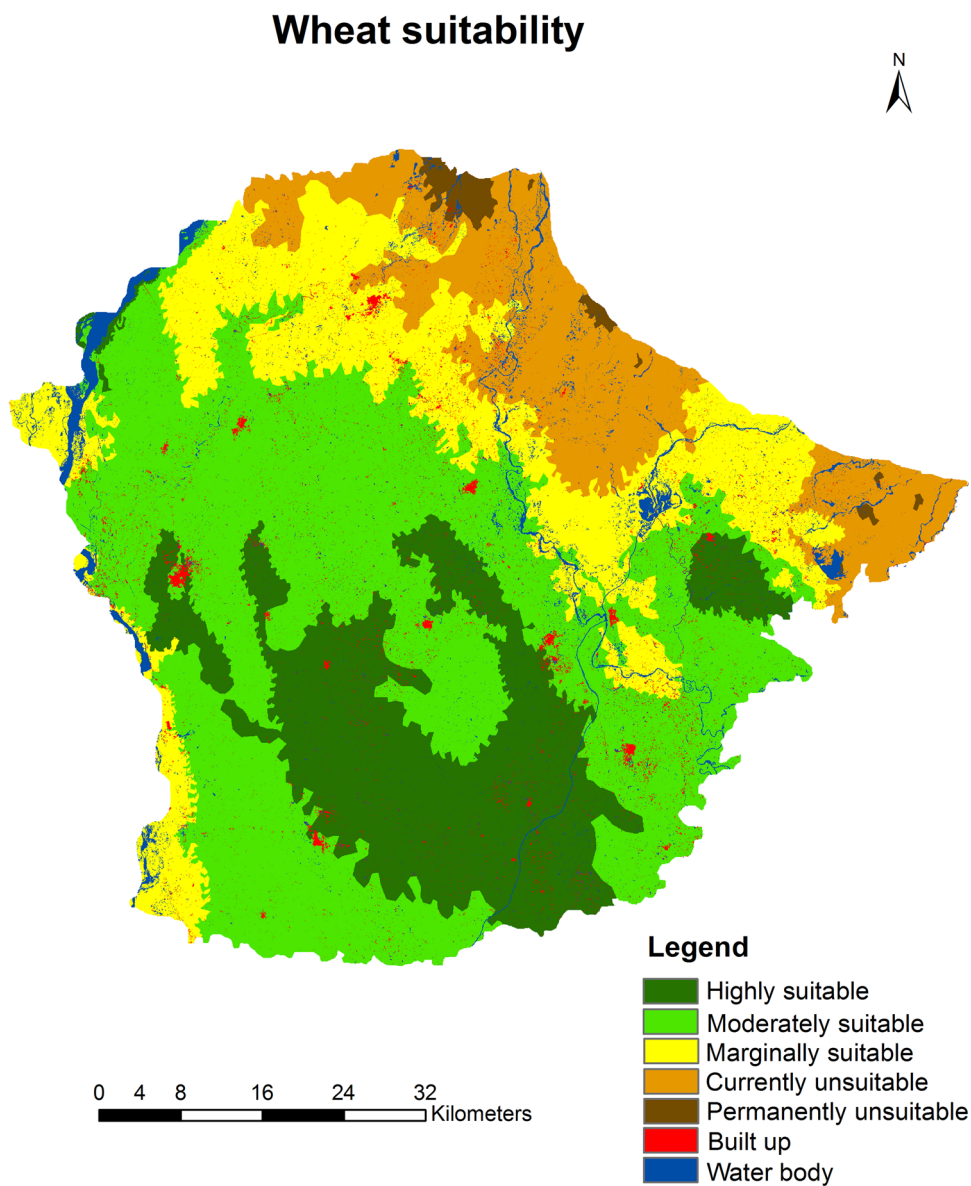 Wheat suitability
N
Legend
Highly suitable
Moderately suitable
Marginally suitable
Currently unsuitable
Permanently unsuitable
Built up
Water body
0 4 8 16 24 32
Kilometers